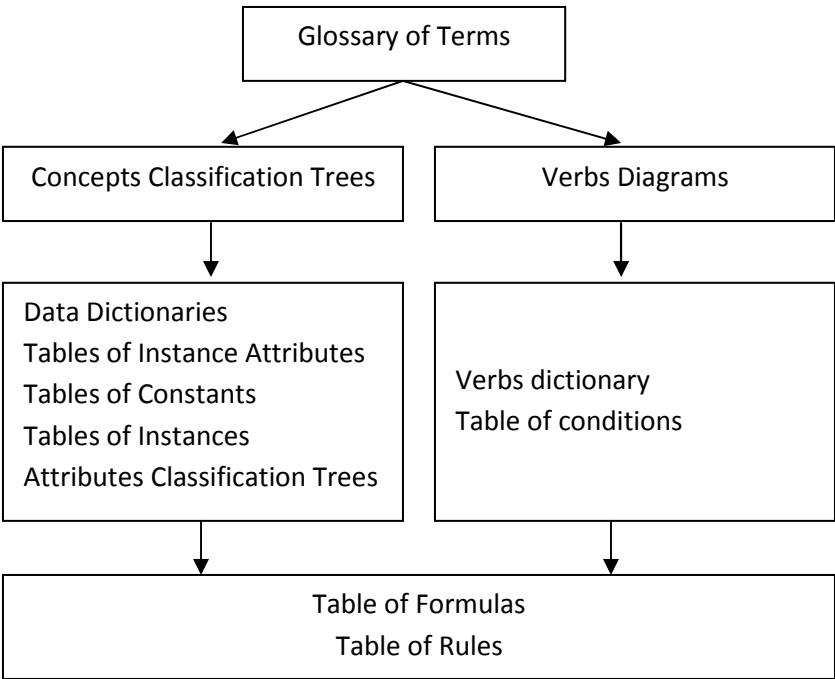 Glossary of Terms
Concepts Classification Trees
Verbs Diagrams
Data Dictionaries
Tables of Instance Attributes
Tables of Constants
Tables of Instances
Attributes Classification Trees
Verbs dictionary
Table of conditions
Table of Formulas
Table of Rules